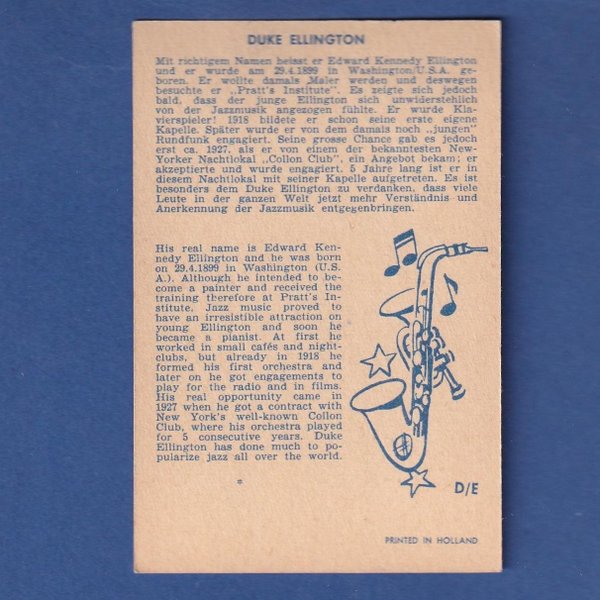 DUKE ELLINGTON
Mit richtigem Namen heisst er Edward Kennedy Ellington
und er wurde am 29.4.1899 in Washington/U.S.A. ge-
boren. Er wollte damals Maler werden und deswegen
besuchte er „Pratt's Institute". Es zeigte sich jedoch
bald, dass der junge Ellington sich unwiderstehlich
von der Jazzmusik angezogen fühlte. Er wurde Kla-
vierspieler! 1918 bildete er schon seine erste eigene
Kapelle. Später wurde er von dem damals noch „jungen"
Rundfunk engagiert. Seine grosse Chance gab es jedoch
erst ca. 1927, als er von einem der bekanntesten New-
Yorker Nachtlokal „Collon Club", ein Angebot bekam; er
akzeptierte und wurde engagiert. 5 Jahre lang ist er in
diesem Nachtlokal mit seiner Kapelle aufgetreten. Es ist
besonders dem Duke Ellington zu verdanken, dass viele
Leute in der ganzen Welt jetzt mehr Verständnis und
Anerkennung der Jazzmusik entgegenbringen.
His real name is Edward Ken-
nedy Ellington and he was born
on 29.4.1899 in Washington (U.S.
A.). Although he intended to be-
come a painter and received the
training therefore at Pratt's In-
stitute, Jazz music proved to
have an irresistible attraction on
young Ellington and soon he
became a pianist. At first he
worked in small cafés and night-
clubs, but already in 1918 he
formed his first orchestra and
later on he got engagements to
play for the radio and in films.
His real opportunity came in
1927 when he got a contract with
New York's well-known Collon
Club, where his orchestra played
for 5 consecutive years. Duke
Ellington has done much to po-
pularize jazz all over the world.
*
D/E
PRINTED IN HOLLAND